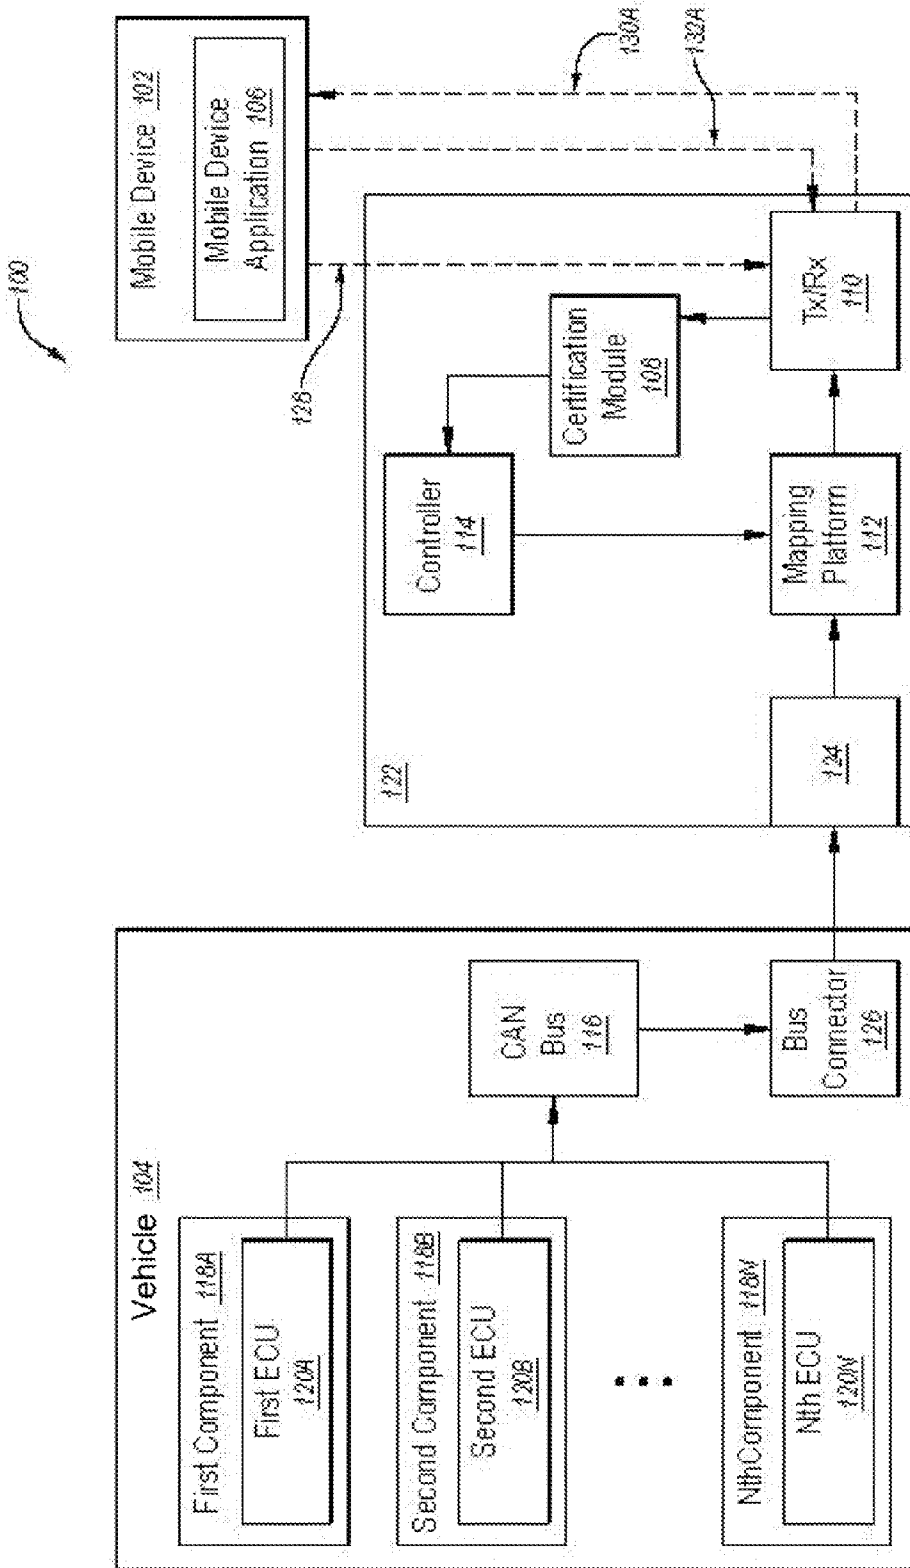 100
Vehicle 104
First Component 118A
First ECU
120A
Second Component 118B
Second ECU
120B
NthComponent 118N
Nth ECU
120N
CAN
Bus
116
Bus
Connector
126
122
124
Controller
114
Mapping
Platform
112
Certification
Module
108
Tx/Rx
110
Mobile Device 102
Mobile Device
Application 106
128
130A
132A